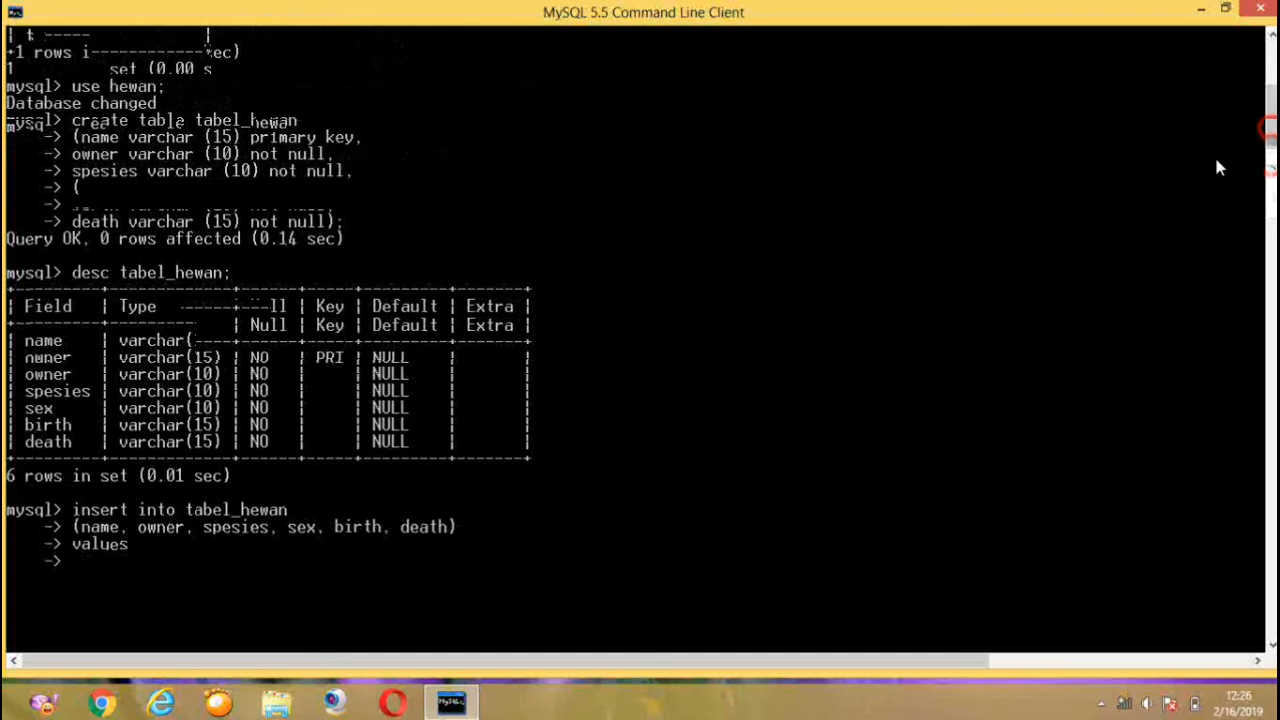 MySQL 5.5 Command Line Client
+1 rows i------------ec)
1 set (0.00 s
mysql> use hewan;
Database changed
mysql> create table tabel_hewan
-> (name varchar (15) primary key,
-> owner varchar (10) not null,
-> spesies varchar (10) not null,
-> (
->
-> death varchar (15) not null);
Query OK, 0 rows affected (0.14 sec)
mysql> desc tabel_hewan;
| Field | Type ll | Key | Default | Extra |
| Null | Key | Default | Extra |
| name | varchar(
| owner | varchar(15) | NO | PRI | NULL | |
| owner | varchar(10) | NO | | NULL | |
| spesies | varchar(10) | NO | | NULL | |
| sex | varchar(10) | NO | | NULL | |
| birth | varchar(15) | NO | | NULL | |
| death | varchar(15) | NO | | NULL | |
6 rows in set (0.01 sec)
mysql> insert into tabel_hewan
-> (name, owner, spesies, sex, birth, death)
-> values
->
MySQL
12:26
2/16/2019